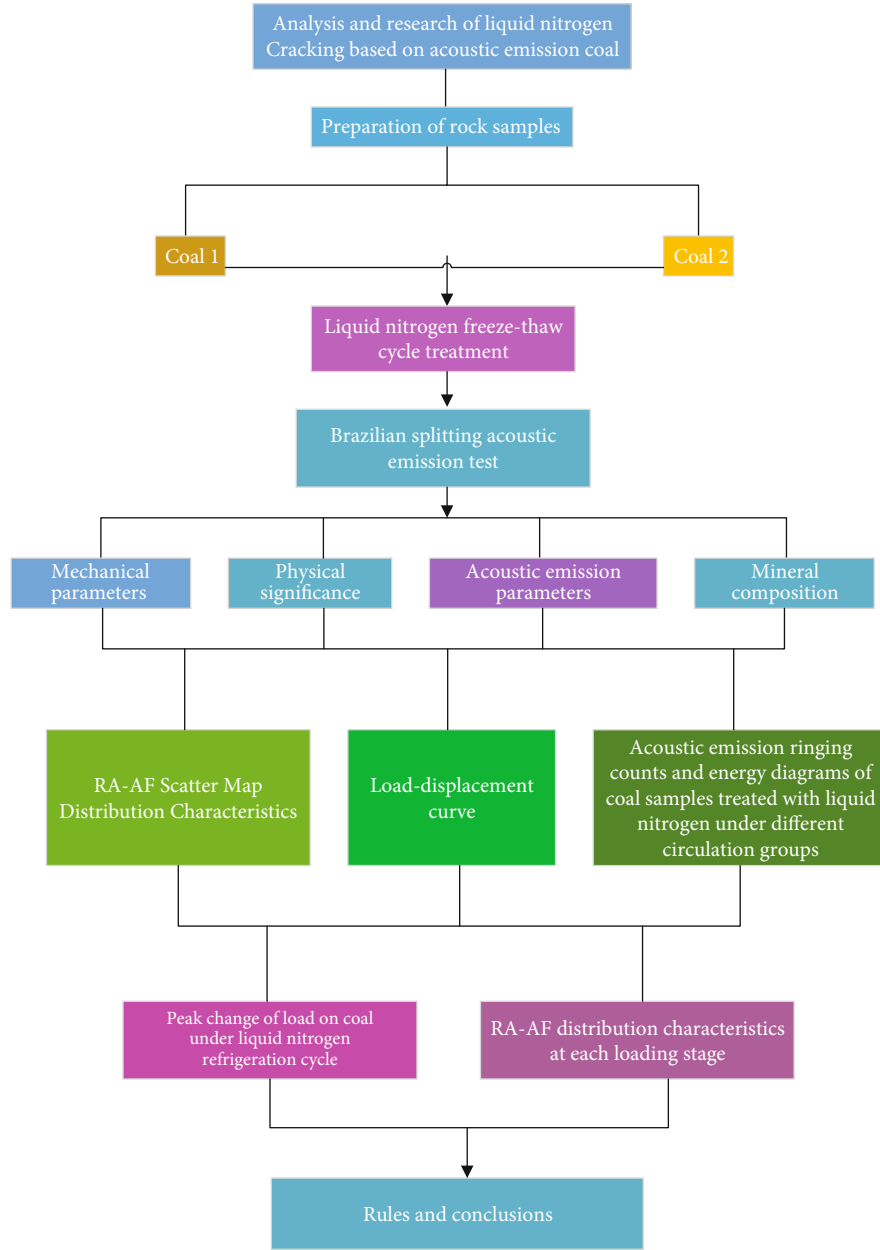 Analysis and research of liquid nitrogen
Cracking based on acoustic emission coal
Preparation of rock samples
Coal 1
Coal 2
Liquid nitrogen freeze-thaw
cycle treatment
Brazilian splitting acoustic
emission test
Mechanical
parameters
Physical
significance
Acoustic emission
parameters
Mineral
composition
RA-AF Scatter Map
Distribution Characteristics
Load-displacement
curve
Acoustic emission ringing
counts and energy diagrams of
coal samples treated with liquid
nitrogen under different
circulation groups
Peak change of load on coal
under liquid nitrogen
refrigeration cycle
RA-AF distribution characteristics
at each loading stage
Rules and conclusions